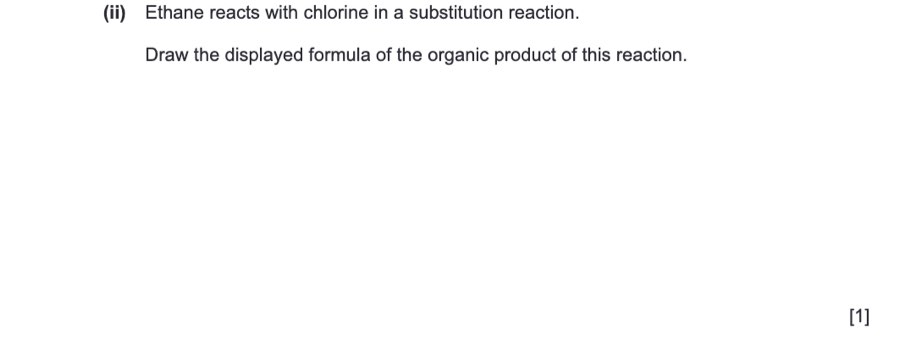 (ii) Ethane reacts with chlorine in a substitution reaction.
Draw the displayed formula of the organic product of this reaction.
[1]